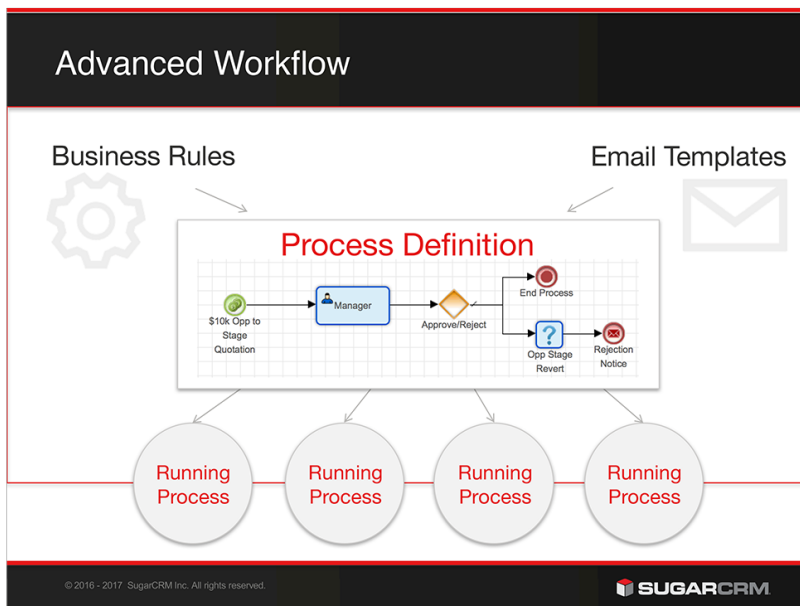 Advanced Workflow
Business Rules
Email Templates
Process Definition
$10k Opp to
Stage
Quotation
Manager
Approve/Reject
End Process
Opp Stage
Revert
Rejection
Notice
Running
Process
Running
Process
Running
Process
Running
Process
© 2016 - 2017 SugarCRM Inc. All rights reserved.
SUGARCRM